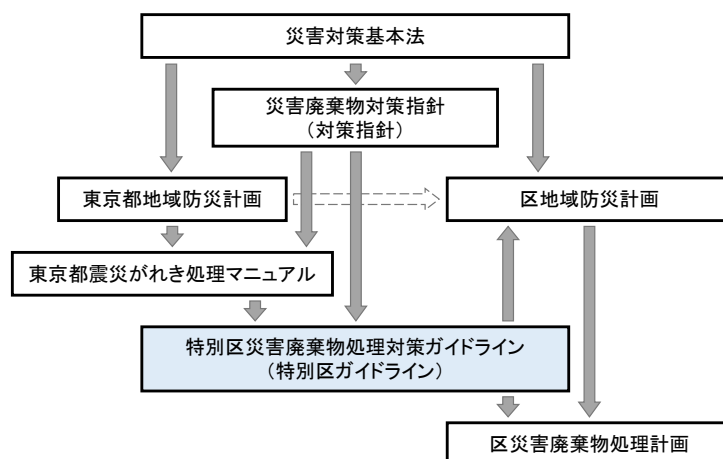 災害対策基本法
災害廃棄物対策指針
（対策指針）
東京都地域防災計画
区地域防災計画
東京都震災がれき処理マニュアル
特別区災害廃棄物処理対策ガイドライン
（特別区ガイドライン）
区災害廃棄物処理計画